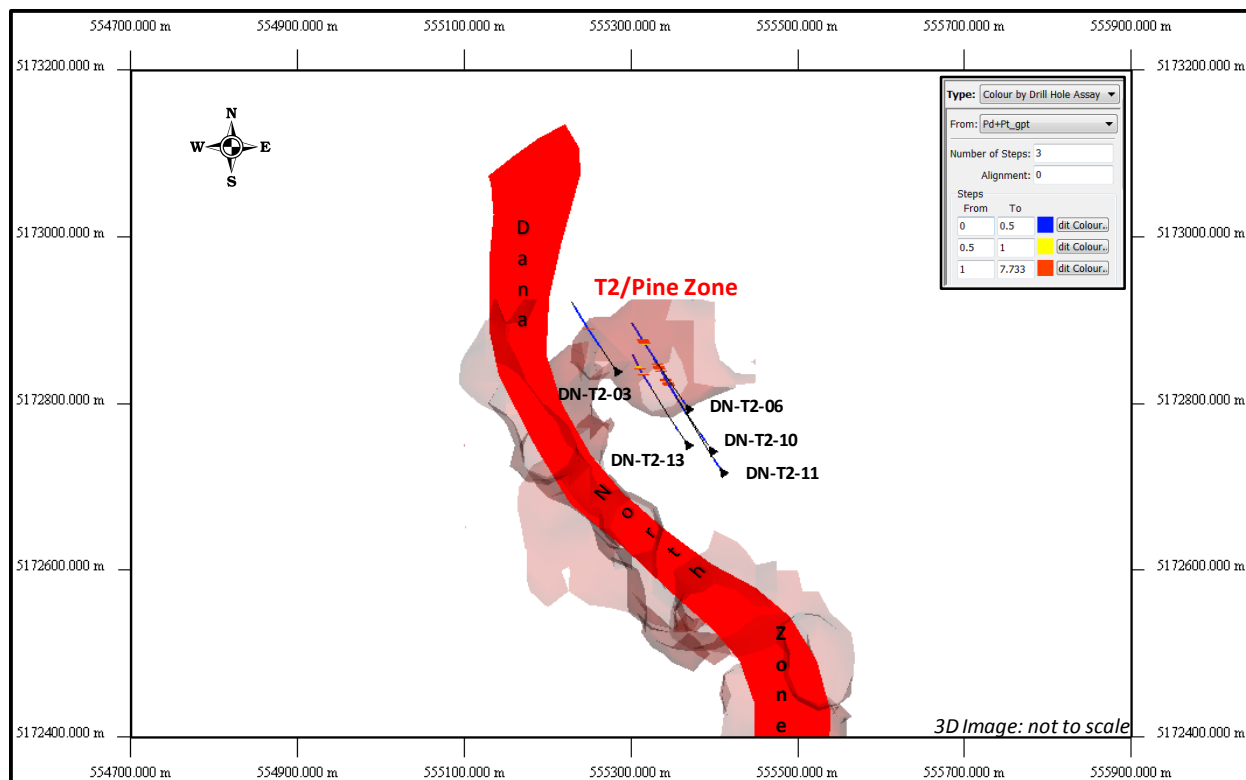 554700.000 m 554900.000 m 555100.000 m 555300.000 m 555500.000 m 555700.000 m 555900.000 m
5173200.000 m 5173200.000 m
Type: Colour by Drill Hole Assay
From: Pd+Pt_gpt
Number of Steps: 3
Alignment: 0
Steps
From To
0 0.5 dit Colour..
0.5 1 dit Colour..
1 7.733 dit Colour..
N
W E
S
5173000.000 m 5173000.000 m
Dana
T2/Pine Zone
5172800.000 m 5172800.000 m
DN-T2-03
DN-T2-06
DN-T2-10
DN-T2-13
DN-T2-11
North
5172600.000 m 5172600.000 m
Zone
3D Image: not to scale
5172400.000 m 5172400.000 m
554700.000 m 554900.000 m 555100.000 m 555300.000 m 555500.000 m 555700.000 m 555900.000 m